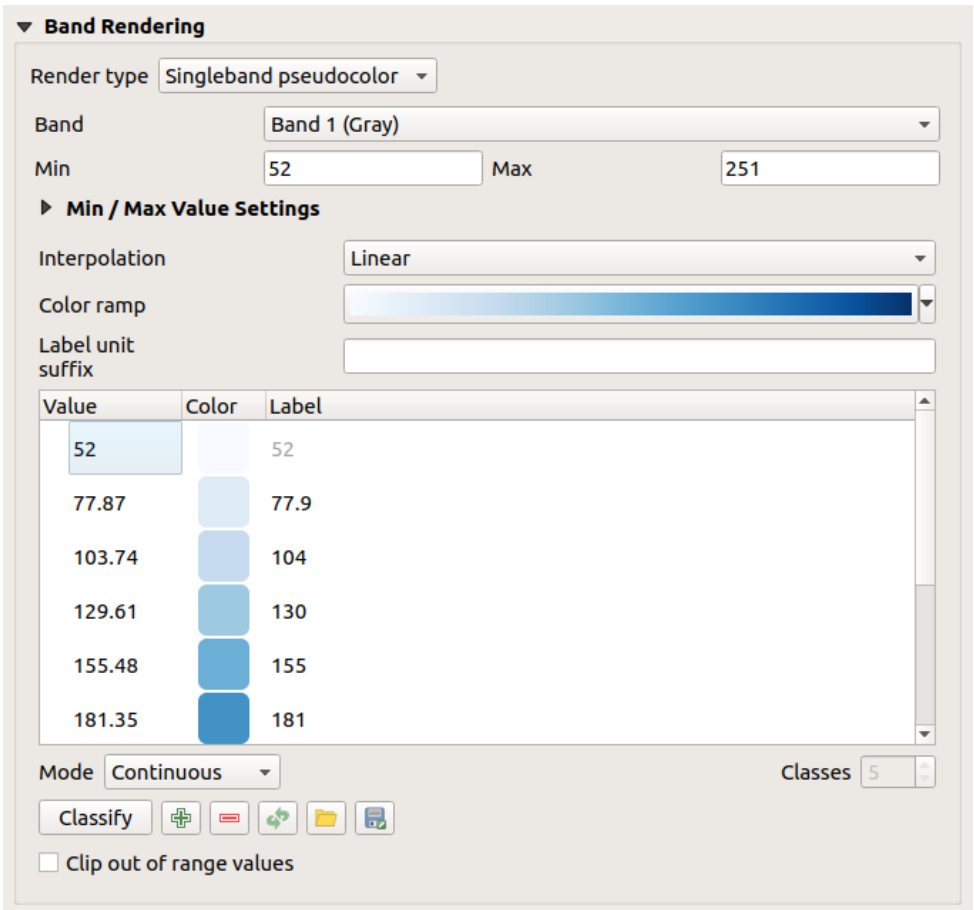 Band Rendering
Render type Singleband pseudocolor
Band Band 1 (Gray)
Min 52 Max 251
Min / Max Value Settings
Interpolation Linear
Color ramp
Label unit
suffix
Value Color Label
52 52
77.87 77.9
103.74 104
129.61 130
155.48 155
181.35 181
Mode Continuous Classes 5
Classify
Clip out of range values